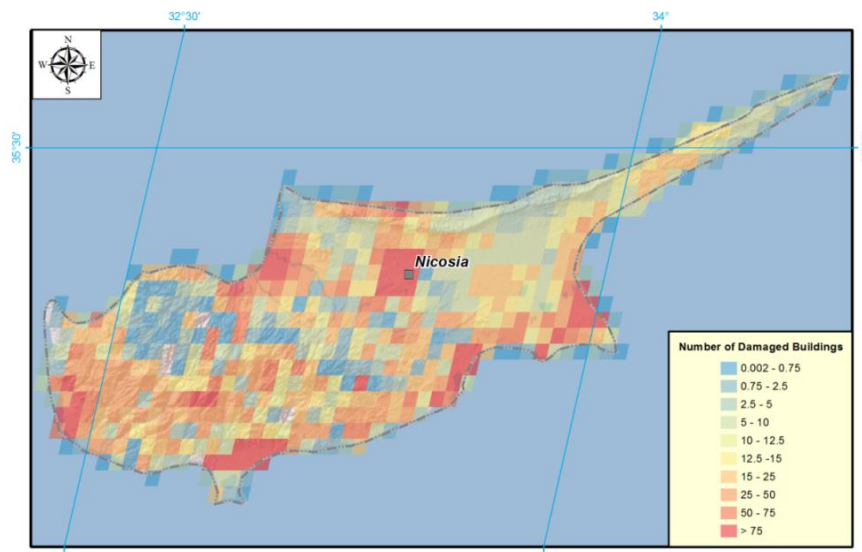 32°30'
34°
N
W E
S
35°30'
Nicosia
Number of Damaged Buildings
0.002 - 0.75
0.75 - 2.5
2.5 - 5
5 - 10
10 - 12.5
12.5 -15
15 - 25
25 - 50
50 - 75
> 75